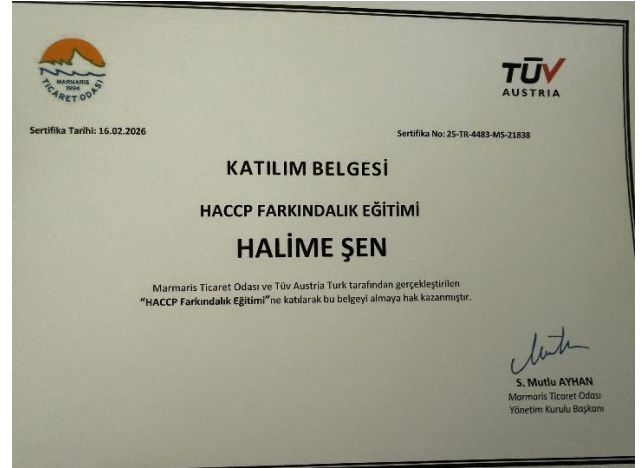 MARMARIS
1994
TİCARET ODASI
TÜV
AUSTRIA
Sertifika Tarihi: 16.02.2026
Sertifika No: 25-TR-4483-MS-21838
KATILIM BELGESİ
HACCP FARKINDALIK EĞİTİMİ
HALİME ŞEN
Marmaris Ticaret Odası ve Tüv Austria Turk tarafından gerçekleştirilen
"HACCP Farkındalık Eğitimi"ne katılarak bu belgeyi almaya hak kazanmıştır.
S. Mutlu AYHAN
Marmaris Ticaret Odası
Yönetim Kurulu Başkanı